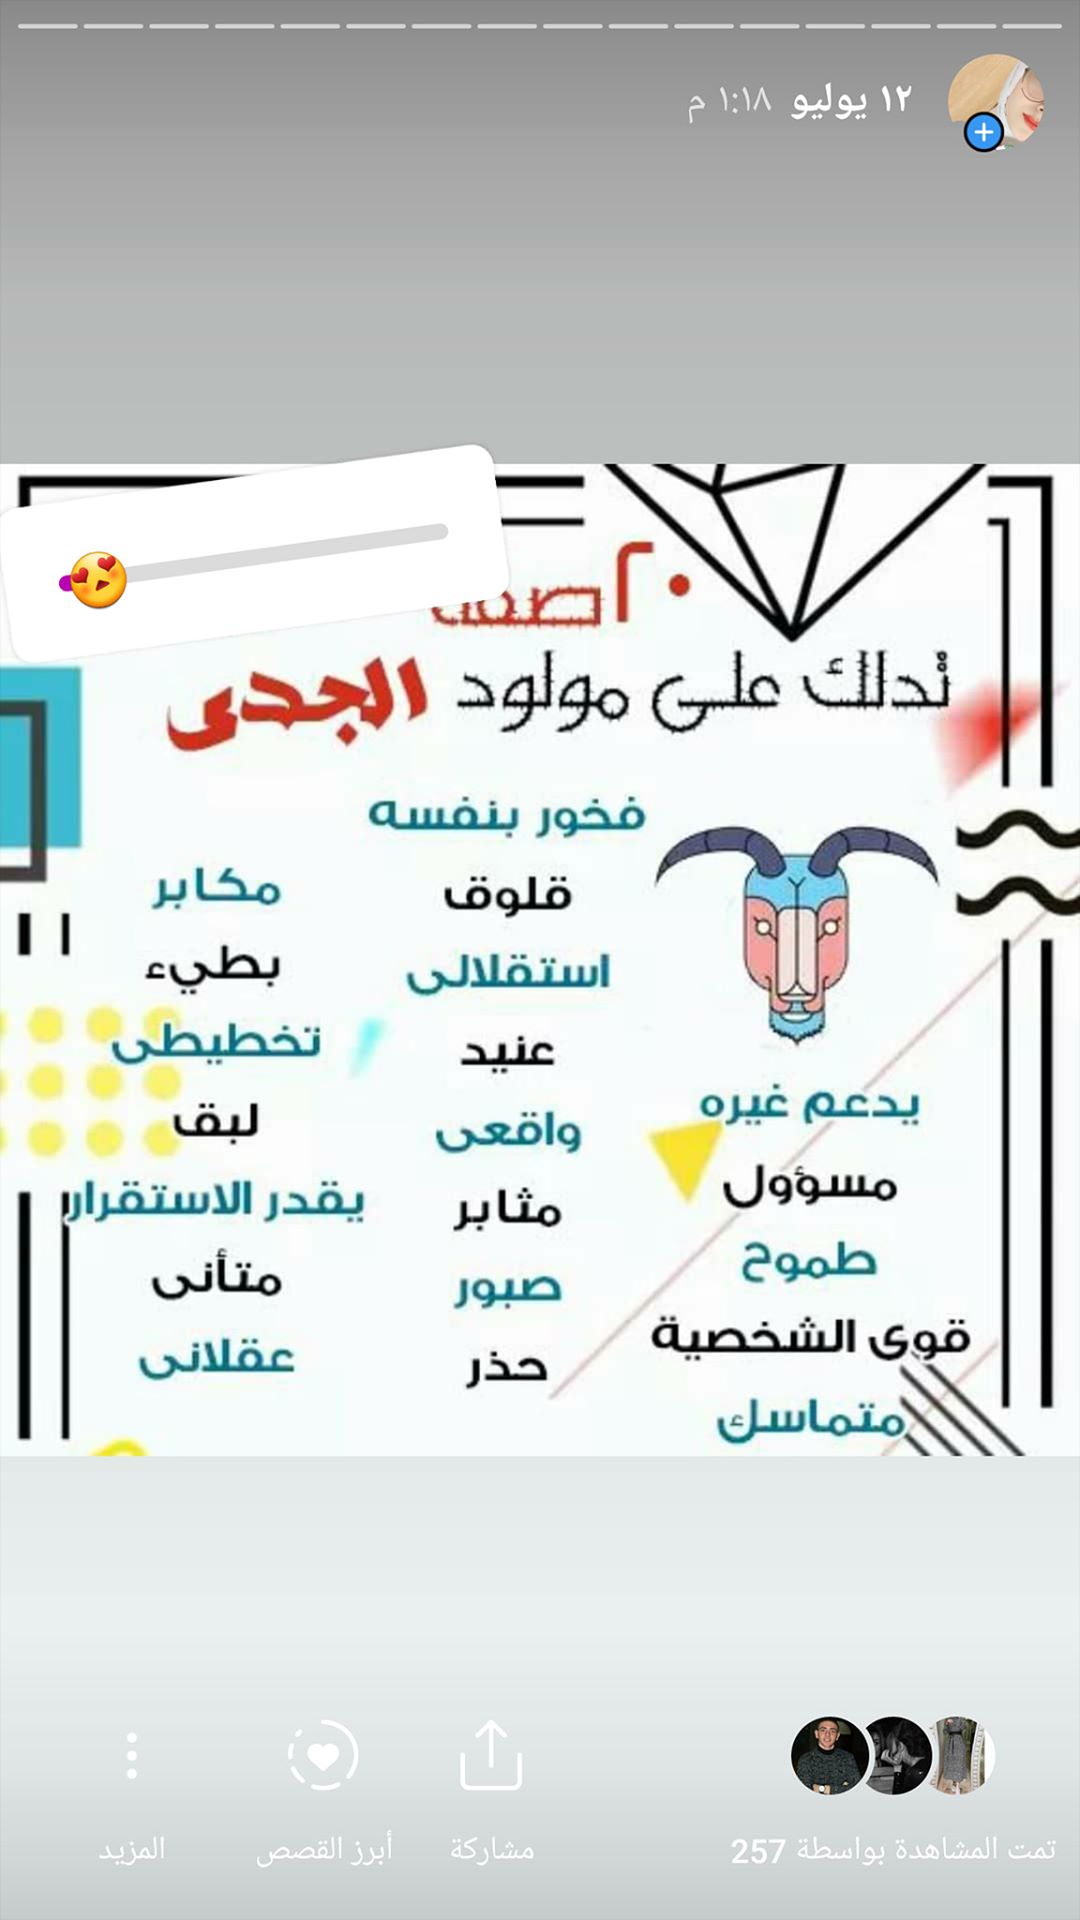 ١٢ يوليو ١:١٨ م
٢٠ صفة
تدلك على مولود الجدى
يدعم غيره
مسؤول
طموح
قوى الشخصية
متماسك
فخور بنفسه
قلوق
استقلالى
عنيد
واقعى
مثابر
صبور
حذر
مكابر
بطيء
تخطيطى
لبق
يقدر الاستقرار
متأنى
عقلانى
تمت المشاهدة بواسطة 257
مشاركة
أبرز القصص
المزيد